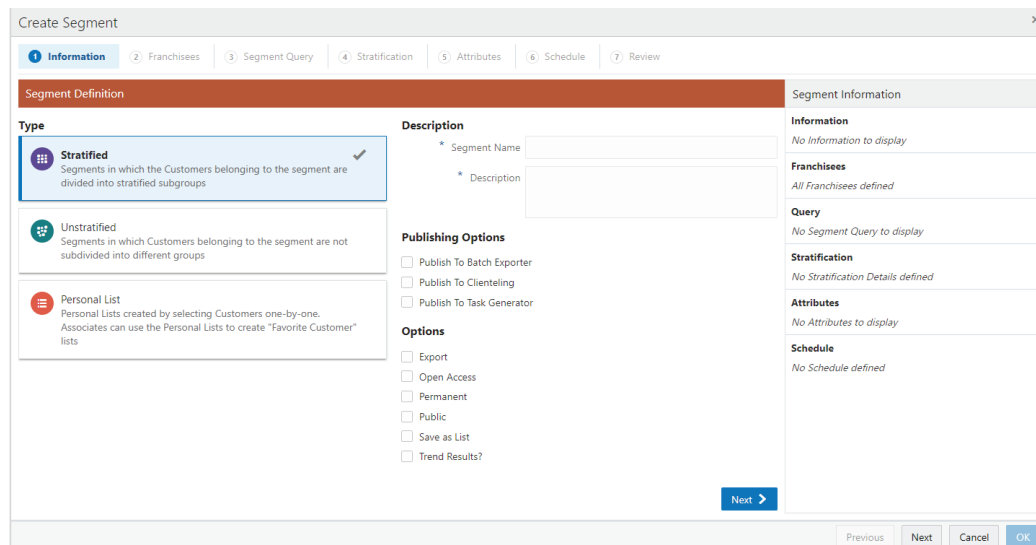 Create Segment
1 Information
2 Franchisees
3 Segment Query
4 Stratification
5 Attributes
6 Schedule
7 Review
Segment Definition
Type
Stratified
Segments in which the Customers belonging to the segment are
divided into stratified subgroups
Unstratified
Segments in which Customers belonging to the segment are not
subdivided into different groups
Personal List
Personal Lists created by selecting Customers one-by-one.
Associates can use the Personal Lists to create "Favorite Customer"
lists
Description
* Segment Name
* Description
Publishing Options
Publish To Batch Exporter
Publish To Clienteling
Publish To Task Generator
Options
Export
Open Access
Permanent
Public
Save as List
Trend Results?
Next
Segment Information
Information
No Information to display
Franchisees
All Franchisees defined
Query
No Segment Query to display
Stratification
No Stratification Details defined
Attributes
No Attributes to display
Schedule
No Schedule defined
Previous
Next
Cancel
OK